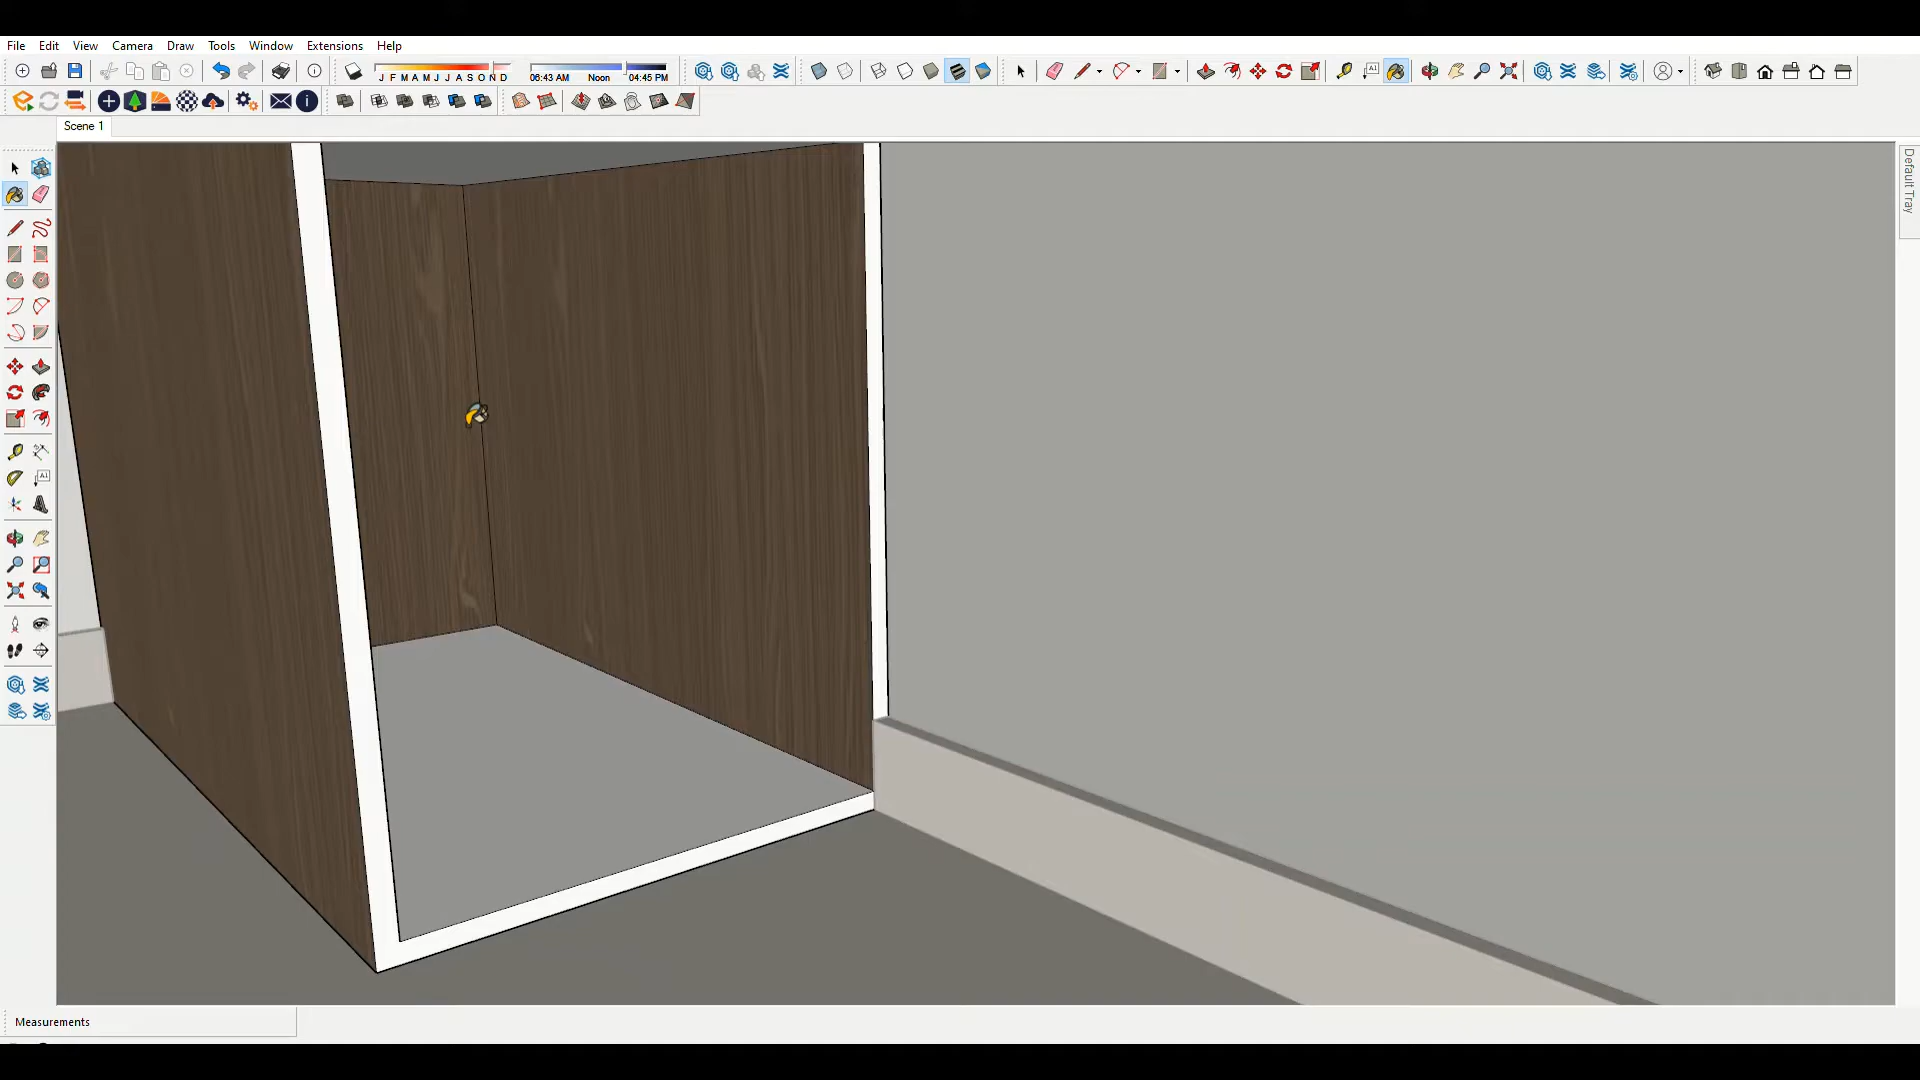 File Edit View Camera Draw Tools Window Extensions Help
J F M A M J J A S O N D 06:43 AM Noon 04:45 PM
Scene 1
Default Tray
Measurements